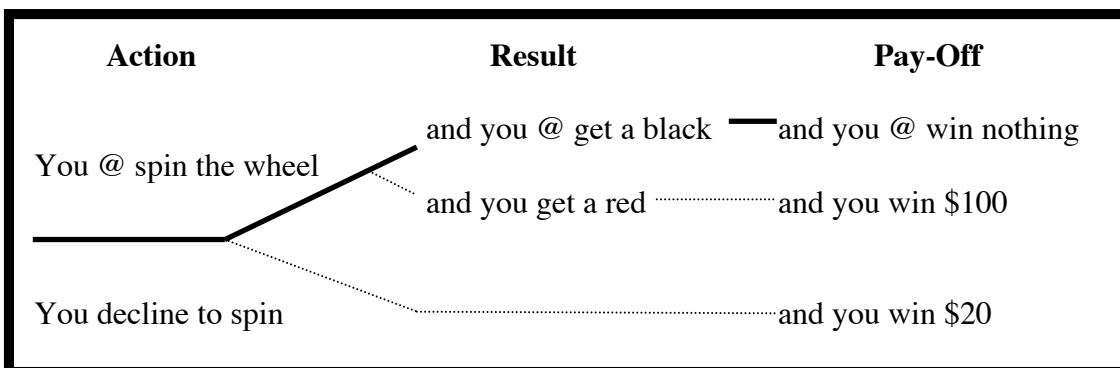 Action Result Pay-Off
and you @ get a black and you @ win nothing
You @ spin the wheel
and you get a red and you win $100
You decline to spin and you win $20